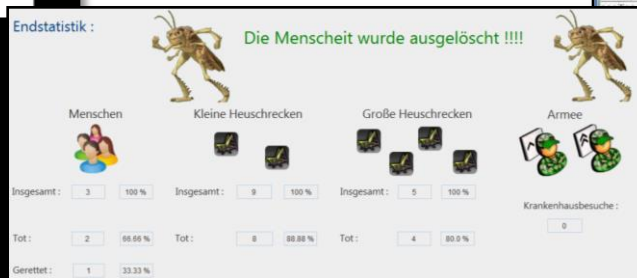 Endstatistik :
Die Menscheit wurde ausgelöscht !!!!
Menschen Kleine Heuschrecken Große Heuschrecken Armee
Insgesamt : 3 100 % Insgesamt : 9 100 % Insgesamt : 5 100 %
Krankenhausbesuche :
0
Tot : 2 66.66 % Tot : 8 88.88 % Tot : 4 80.0 %
Gerettet : 1 33.33 %